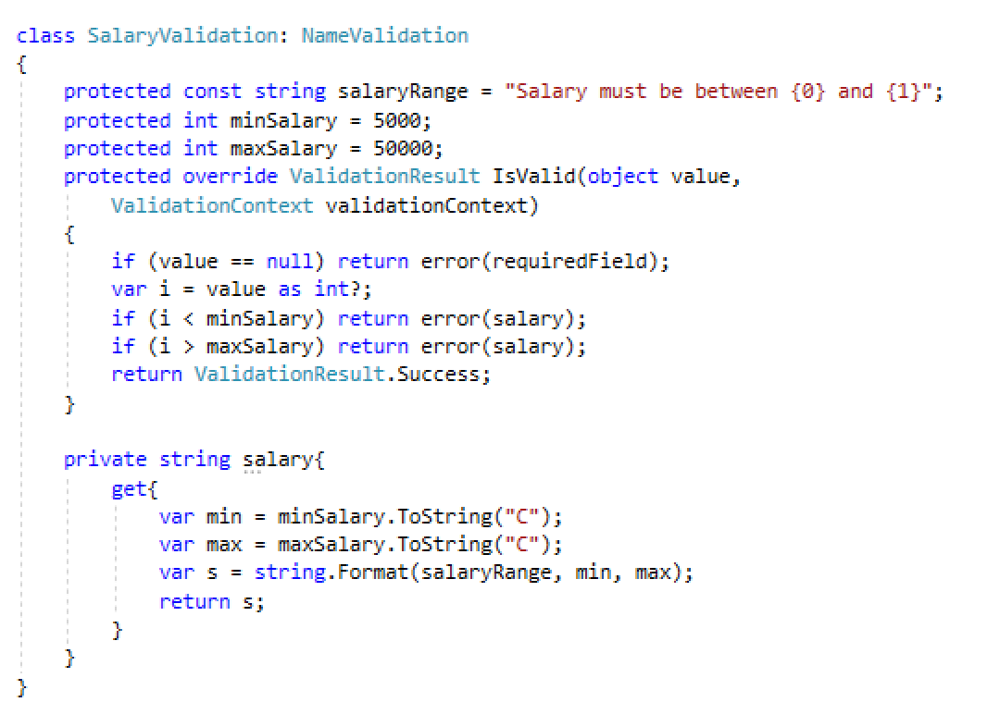 class SalaryValidation: NameValidation
{
    protected const string salaryRange = "Salary must be between {0} and {1}";
    protected int minSalary = 5000;
    protected int maxSalary = 50000;
    protected override ValidationResult IsValid(object value,
        ValidationContext validationContext)
    {
        if (value == null) return error(requiredField);
        var i = value as int?;
        if (i < minSalary) return error(salary);
        if (i > maxSalary) return error(salary);
        return ValidationResult.Success;
    }

    private string salary{
        get{
            var min = minSalary.ToString("C");
            var max = maxSalary.ToString("C");
            var s = string.Format(salaryRange, min, max);
            return s;
        }
    }
}